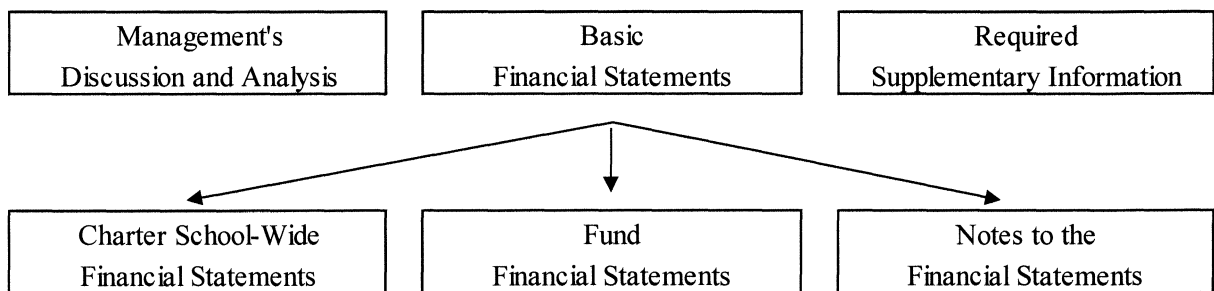 Management's
Discussion and Analysis
Basic
Financial Statements
Required
Supplementary Information
Charter School-Wide
Financial Statements
Fund
Financial Statements
Notes to the
Financial Statements